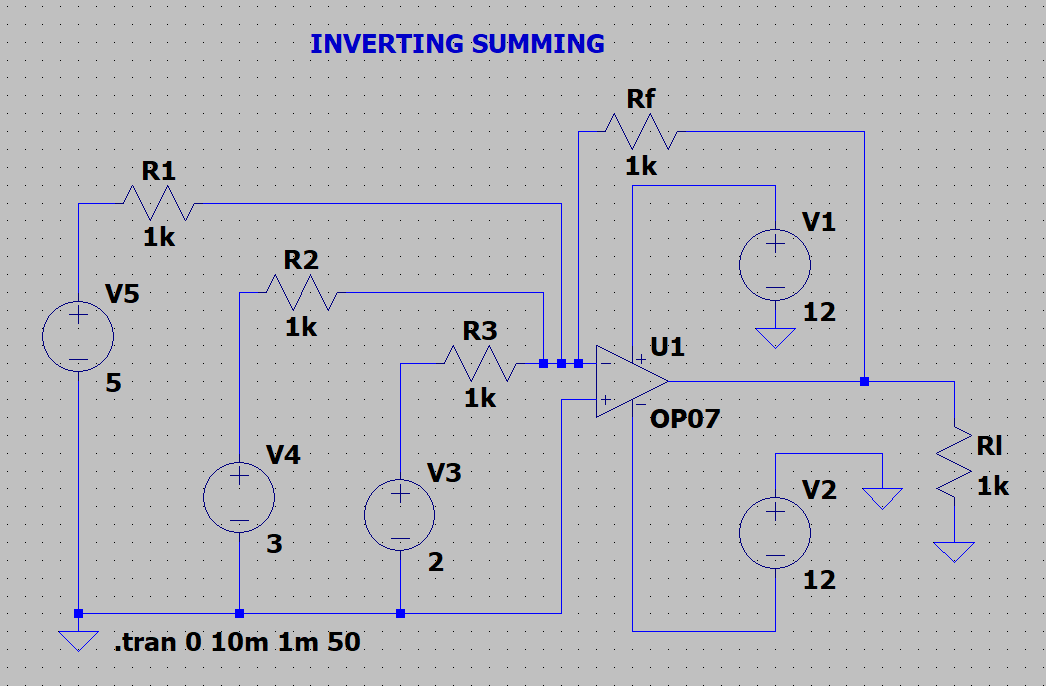 INVERTING SUMMING
Rf
1k
R1
1k
V1
12
R2
1k
V5
5
R3
1k
U1
OP07
V4
3
V3
2
Rl
1k
V2
12
.tran 0 10m 1m 50